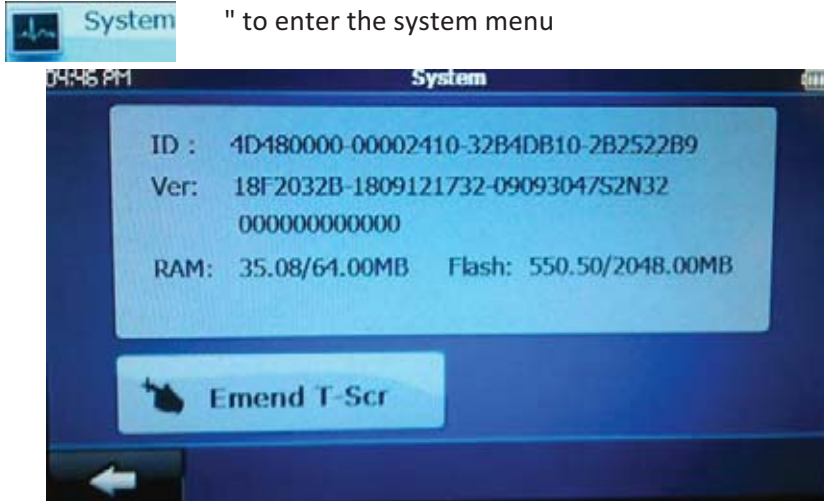 System " to enter the system menu
04:46 PM System
ID : 4D480000-00002410-32B4DB10-2B2522B9
Ver: 18F2032B-1809121732-09093047S2N32
000000000000
RAM: 35.08/64.00MB Flash: 550.50/2048.00MB
Emend T-Scr